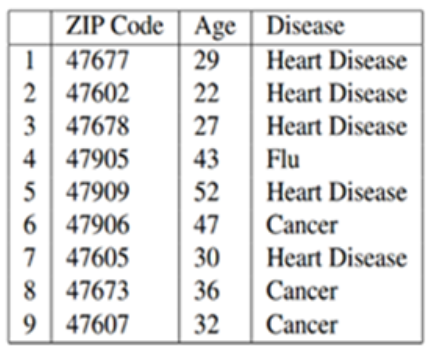 ZIP Code Age Disease
1 47677 29 Heart Disease
2 47602 22 Heart Disease
3 47678 27 Heart Disease
4 47905 43 Flu
5 47909 52 Heart Disease
6 47906 47 Cancer
7 47605 30 Heart Disease
8 47673 36 Cancer
9 47607 32 Cancer